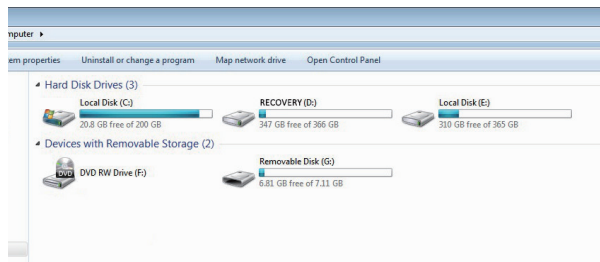 mputer ▸
tem properties Uninstall or change a program Map network drive Open Control Panel
Hard Disk Drives (3)
Local Disk (C:) RECOVERY (D:) Local Disk (E:)
20.8 GB free of 200 GB 347 GB free of 366 GB 310 GB free of 365 GB
Devices with Removable Storage (2)
DVD RW Drive (F:) Removable Disk (G:)
DVD 6.81 GB free of 7.11 GB